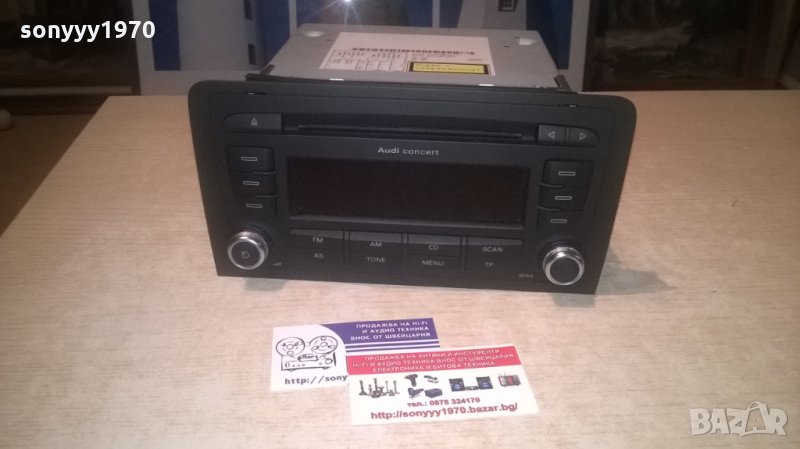 sonyyy1970
Audi concert
FM
AM
CD
SCAN
AS
TONE
MENU
TP
ПРОДАЖБА НА Hi-Fi
И АУДИО ТЕХНИКА
ВНОС ОТ ШВЕЙЦАРИЯ
http://sony
ПРОДАЖБА НА АНТИКИ И ИНСТУМЕНТИ
Hi-Fi И АУДИО ТЕХНИКА ВНОС ОТ ШВЕЙЦАРИЯ
ЕЛЕКТРОНИКА И БИТОВА ТЕХНИКА
тел.: 0878 324170
http://sonyyy1970.bazar.bg/
BAZAR